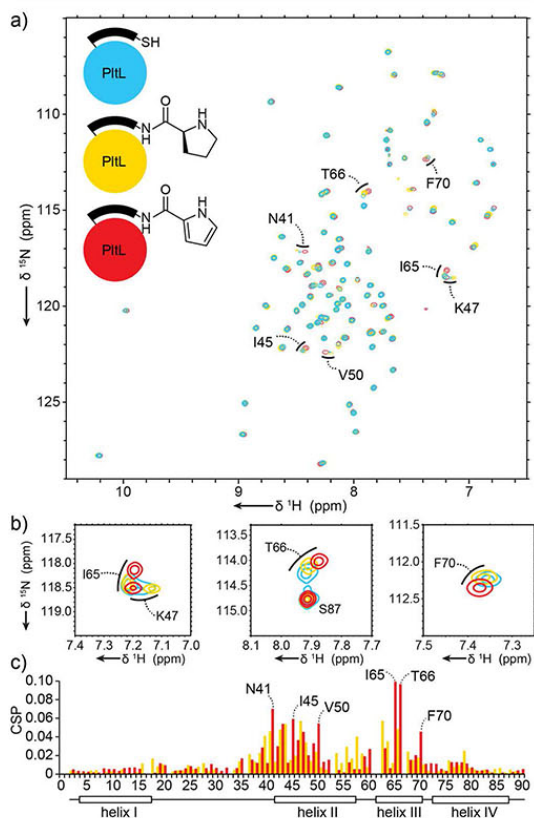 a)
SH
PltL
PltL
NH
O
H
N
PltL
NH
O
H
N
110
115
120
125
δ ¹⁵N (ppm)
T66
F70
N41
I65
K47
I45
V50
10
9
8
7
δ ¹H (ppm)
b)
δ ¹⁵N (ppm)
117.5
118.0
118.5
119.0
I65
K47
7.4 7.3 7.2 7.1 7.0
δ ¹H (ppm)
113.5
114.0
114.5
115.0
T66
S87
8.1 8.0 7.9 7.8 7.7
δ ¹H (ppm)
111.5
112.0
112.5
F70
7.5 7.4 7.3
δ ¹H (ppm)
c)
CSP
0.10
0.08
0.06
0.04
0.02
0
N41
I45
V50
I65
T66
F70
5 10 15 20 25 30 35 40 45 50 55 60 65 70 75 80 85 90
helix I
helix II
helix III
helix IV